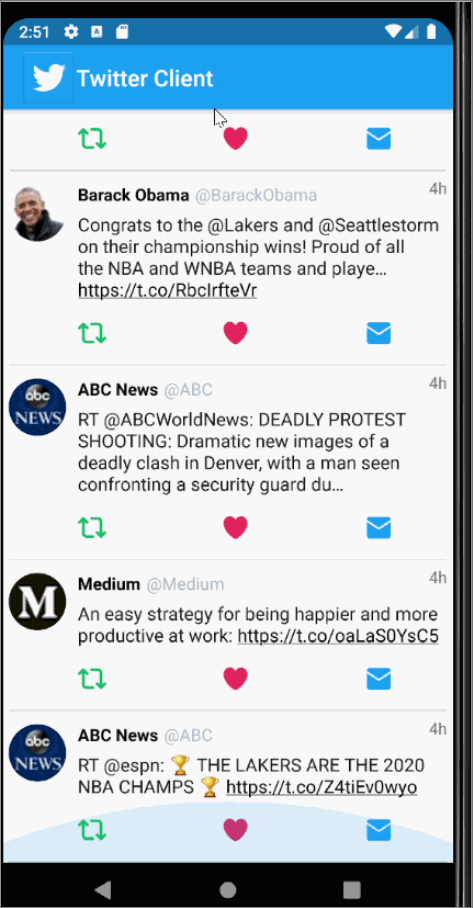 2:51
Twitter Client
Barack Obama @BarackObama 4h
Congrats to the @Lakers and @Seattlestorm
on their championship wins! Proud of all
the NBA and WNBA teams and playe…
https://t.co/RbcIrfteVr
abc
NEWS
ABC News @ABC 4h
RT @ABCWorldNews: DEADLY PROTEST
SHOOTING: Dramatic new images of a
deadly clash in Denver, with a man seen
confronting a security guard du…
M
Medium @Medium 4h
An easy strategy for being happier and more
productive at work: https://t.co/oaLaS0YsC5
abc
NEWS
ABC News @ABC 4h
RT @espn: 🏆 THE LAKERS ARE THE 2020
NBA CHAMPS 🏆 https://t.co/Z4tiEv0wyo